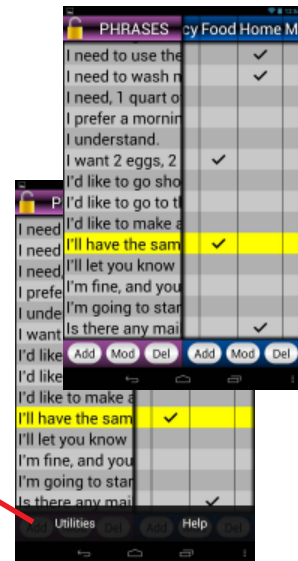 PHRASES cy Food Home M
I need to use the
I need to wash m
I need, 1 quart o
I prefer a mornin
I understand.
I want 2 eggs, 2
I'd like to go sho
I'd like to go to t
I'd like to make a
I'll have the sam
I'll let you know
I'm fine, and you
I'm going to star
Is there any mai
Add Mod Del Add Mod Del
P
I need
I need
I need,
I prefe
I unde
I want
I'd like
I'd like
I'd like to make a
I'll have the sam
I'll let you know
I'm fine, and you
I'm going to star
Is there any mai
Add Del Add Del
Utilities Help